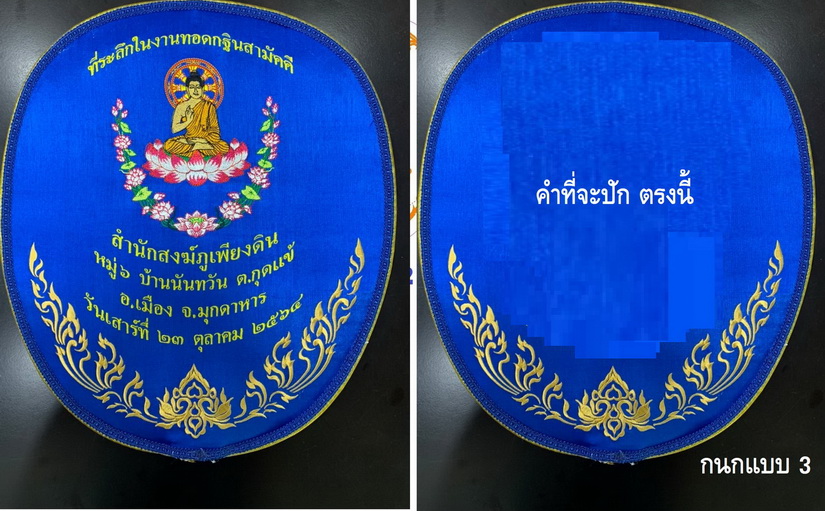 ที่ระลึกในงานทอดกฐินสามัคคี
สำนักสงฆ์ภูเพียงดิน
หมู่๖ บ้านนันทวัน ต.กุดแข้
อ.เมือง จ.มุกดาหาร
วันเสาร์ที่ ๒๓ ตุลาคม ๒๕๖๔
คำที่จะปัก ตรงนี้
กนกแบบ 3